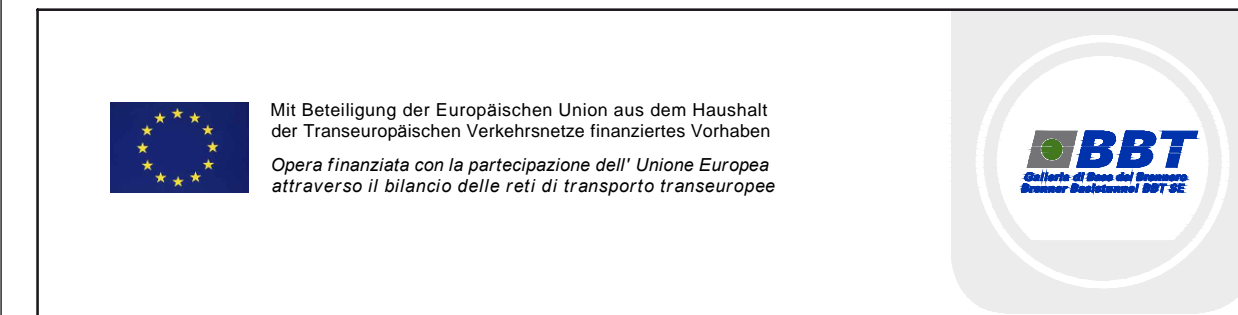 Mit Beteiligung der Europäischen Union aus dem Haushalt
der Transeuropäischen Verkehrsnetze finanziertes Vorhaben
Opera finanziata con la partecipazione dell' Unione Europea
attraverso il bilancio delle reti di transporto transeuropee
BBT
Galleria di Base del Brennero
Brenner Basistunnel BBT SE